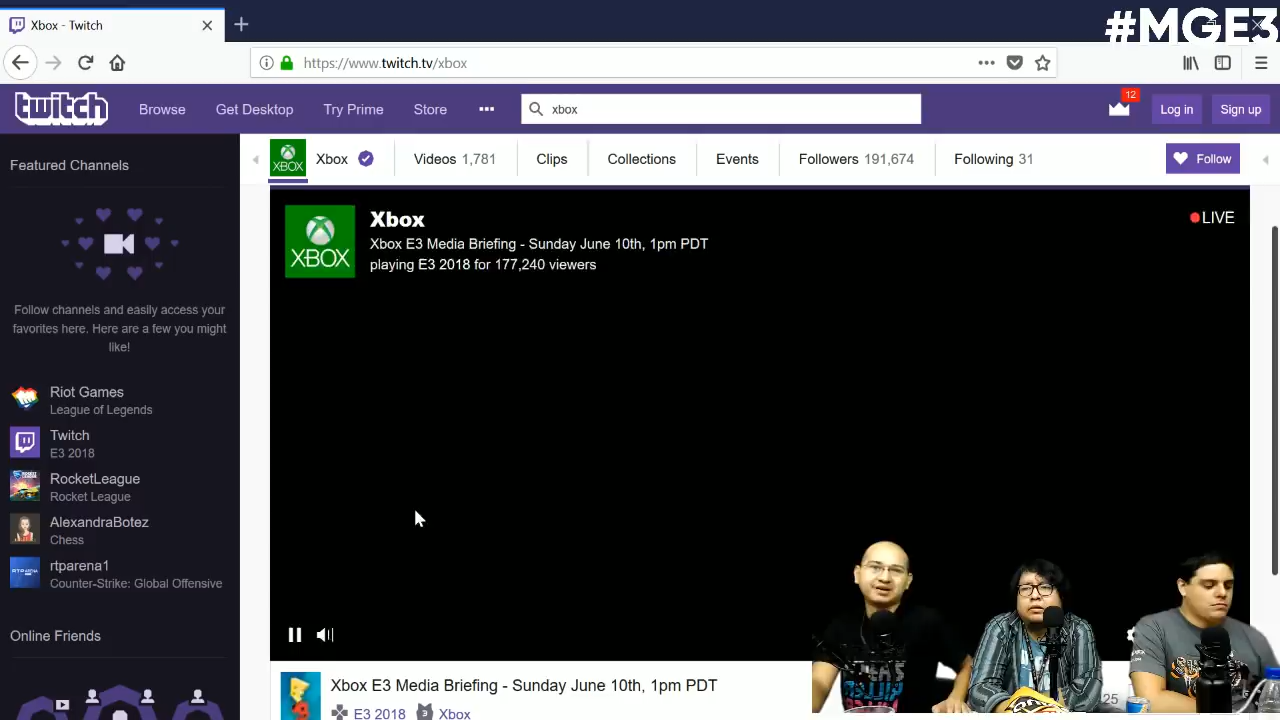 Xbox - Twitch
#MGE3
https://www.twitch.tv/xbox
twitch
Browse
Get Desktop
Try Prime
Store
xbox
12
Log in
Sign up
Featured Channels
XBOX
Xbox
Videos 1,781
Clips
Collections
Events
Followers 191,674
Following 31
Follow
XBOX
Xbox
LIVE
Xbox E3 Media Briefing - Sunday June 10th, 1pm PDT
playing E3 2018 for 177,240 viewers
Follow channels and easily access your
favorites here. Here are a few you might
like!
Riot Games
League of Legends
Twitch
E3 2018
RocketLeague
Rocket League
AlexandraBotez
Chess
rtparena1
Counter-Strike: Global Offensive
Online Friends
Xbox E3 Media Briefing - Sunday June 10th, 1pm PDT
E3 2018
Xbox
25